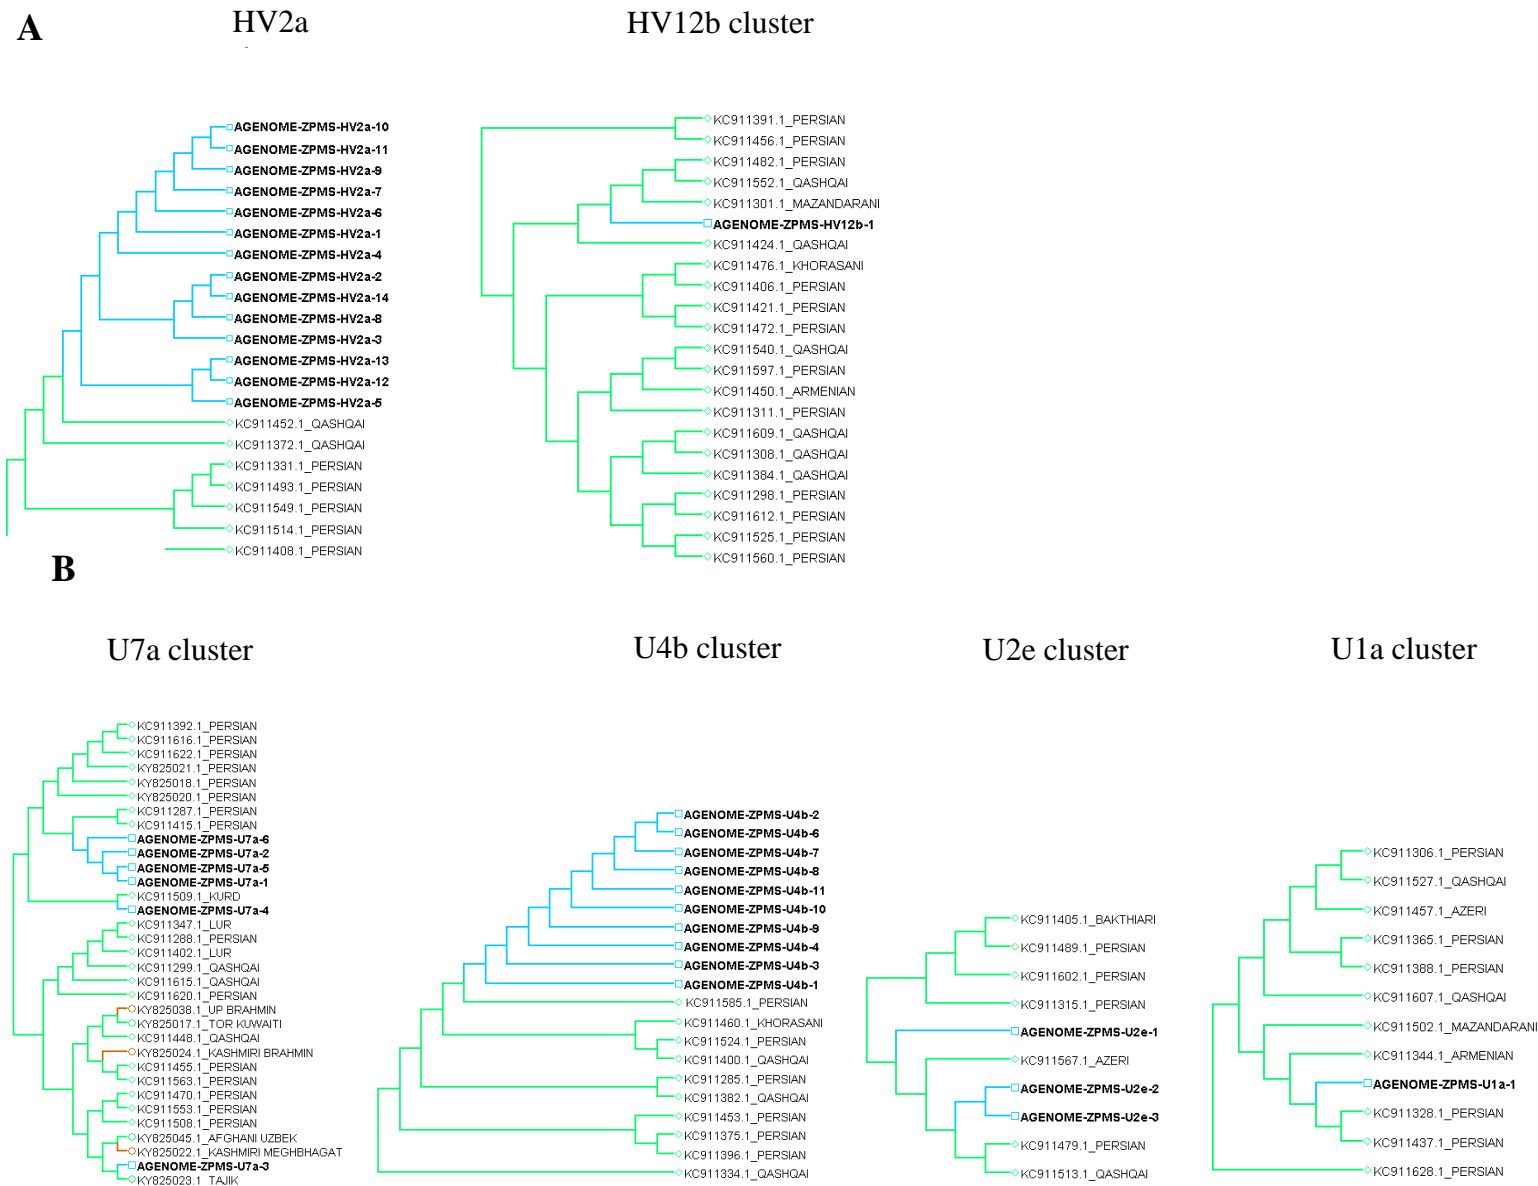 A
HV2a
HV12b cluster
AGENOME-ZPMS-HV2a-10
AGENOME-ZPMS-HV2a-11
AGENOME-ZPMS-HV2a-9
AGENOME-ZPMS-HV2a-7
AGENOME-ZPMS-HV2a-6
AGENOME-ZPMS-HV2a-1
AGENOME-ZPMS-HV2a-4
AGENOME-ZPMS-HV2a-2
AGENOME-ZPMS-HV2a-14
AGENOME-ZPMS-HV2a-8
AGENOME-ZPMS-HV2a-3
AGENOME-ZPMS-HV2a-13
AGENOME-ZPMS-HV2a-12
AGENOME-ZPMS-HV2a-5
KC911452.1_QASHQAI
KC911372.1_QASHQAI
KC911331.1_PERSIAN
KC911493.1_PERSIAN
KC911549.1_PERSIAN
KC911514.1_PERSIAN
KC911408.1_PERSIAN
KC911391.1_PERSIAN
KC911456.1_PERSIAN
KC911482.1_PERSIAN
KC911552.1_QASHQAI
KC911301.1_MAZANDARANI
AGENOME-ZPMS-HV12b-1
KC911424.1_QASHQAI
KC911476.1_KHORASANI
KC911406.1_PERSIAN
KC911421.1_PERSIAN
KC911472.1_PERSIAN
KC911540.1_QASHQAI
KC911597.1_PERSIAN
KC911450.1_ARMENIAN
KC911311.1_PERSIAN
KC911609.1_QASHQAI
KC911308.1_QASHQAI
KC911384.1_QASHQAI
KC911298.1_PERSIAN
KC911612.1_PERSIAN
KC911525.1_PERSIAN
KC911560.1_PERSIAN
B
U7a cluster
U4b cluster
U2e cluster
U1a cluster
KC911392.1_PERSIAN
KC911616.1_PERSIAN
KC911622.1_PERSIAN
KY825021.1_PERSIAN
KY825018.1_PERSIAN
KY825020.1_PERSIAN
KC911287.1_PERSIAN
KC911415.1_PERSIAN
AGENOME-ZPMS-U7a-6
AGENOME-ZPMS-U7a-2
AGENOME-ZPMS-U7a-5
AGENOME-ZPMS-U7a-1
KC911509.1_KURD
AGENOME-ZPMS-U7a-4
KC911347.1_LUR
KC911288.1_PERSIAN
KC911402.1_LUR
KC911299.1_QASHQAI
KC911615.1_QASHQAI
KC911620.1_PERSIAN
KY825038.1_UP BRAHMIN
KY825017.1_TOR KUWAITI
KC911448.1_QASHQAI
KY825024.1_KASHMIRI BRAHMIN
KC911455.1_PERSIAN
KC911563.1_PERSIAN
KC911470.1_PERSIAN
KC911553.1_PERSIAN
KC911508.1_PERSIAN
KY825045.1_AFGHANI UZBEK
KY825022.1_KASHMIRI MEGHBHAGAT
AGENOME-ZPMS-U7a-3
KY825023.1_TAJIK
AGENOME-ZPMS-U4b-2
AGENOME-ZPMS-U4b-6
AGENOME-ZPMS-U4b-7
AGENOME-ZPMS-U4b-8
AGENOME-ZPMS-U4b-11
AGENOME-ZPMS-U4b-10
AGENOME-ZPMS-U4b-9
AGENOME-ZPMS-U4b-4
AGENOME-ZPMS-U4b-3
AGENOME-ZPMS-U4b-1
KC911585.1_PERSIAN
KC911460.1_KHORASANI
KC911524.1_PERSIAN
KC911400.1_QASHQAI
KC911285.1_PERSIAN
KC911382.1_QASHQAI
KC911453.1_PERSIAN
KC911375.1_PERSIAN
KC911396.1_PERSIAN
KC911334.1_QASHQAI
KC911405.1_BAKTHIARI
KC911489.1_PERSIAN
KC911602.1_PERSIAN
KC911315.1_PERSIAN
AGENOME-ZPMS-U2e-1
KC911567.1_AZERI
AGENOME-ZPMS-U2e-2
AGENOME-ZPMS-U2e-3
KC911479.1_PERSIAN
KC911513.1_QASHQAI
KC911306.1_PERSIAN
KC911527.1_QASHQAI
KC911457.1_AZERI
KC911365.1_PERSIAN
KC911388.1_PERSIAN
KC911607.1_QASHQAI
KC911502.1_MAZANDARANI
KC911344.1_ARMENIAN
AGENOME-ZPMS-U1a-1
KC911328.1_PERSIAN
KC911437.1_PERSIAN
KC911628.1_PERSIAN